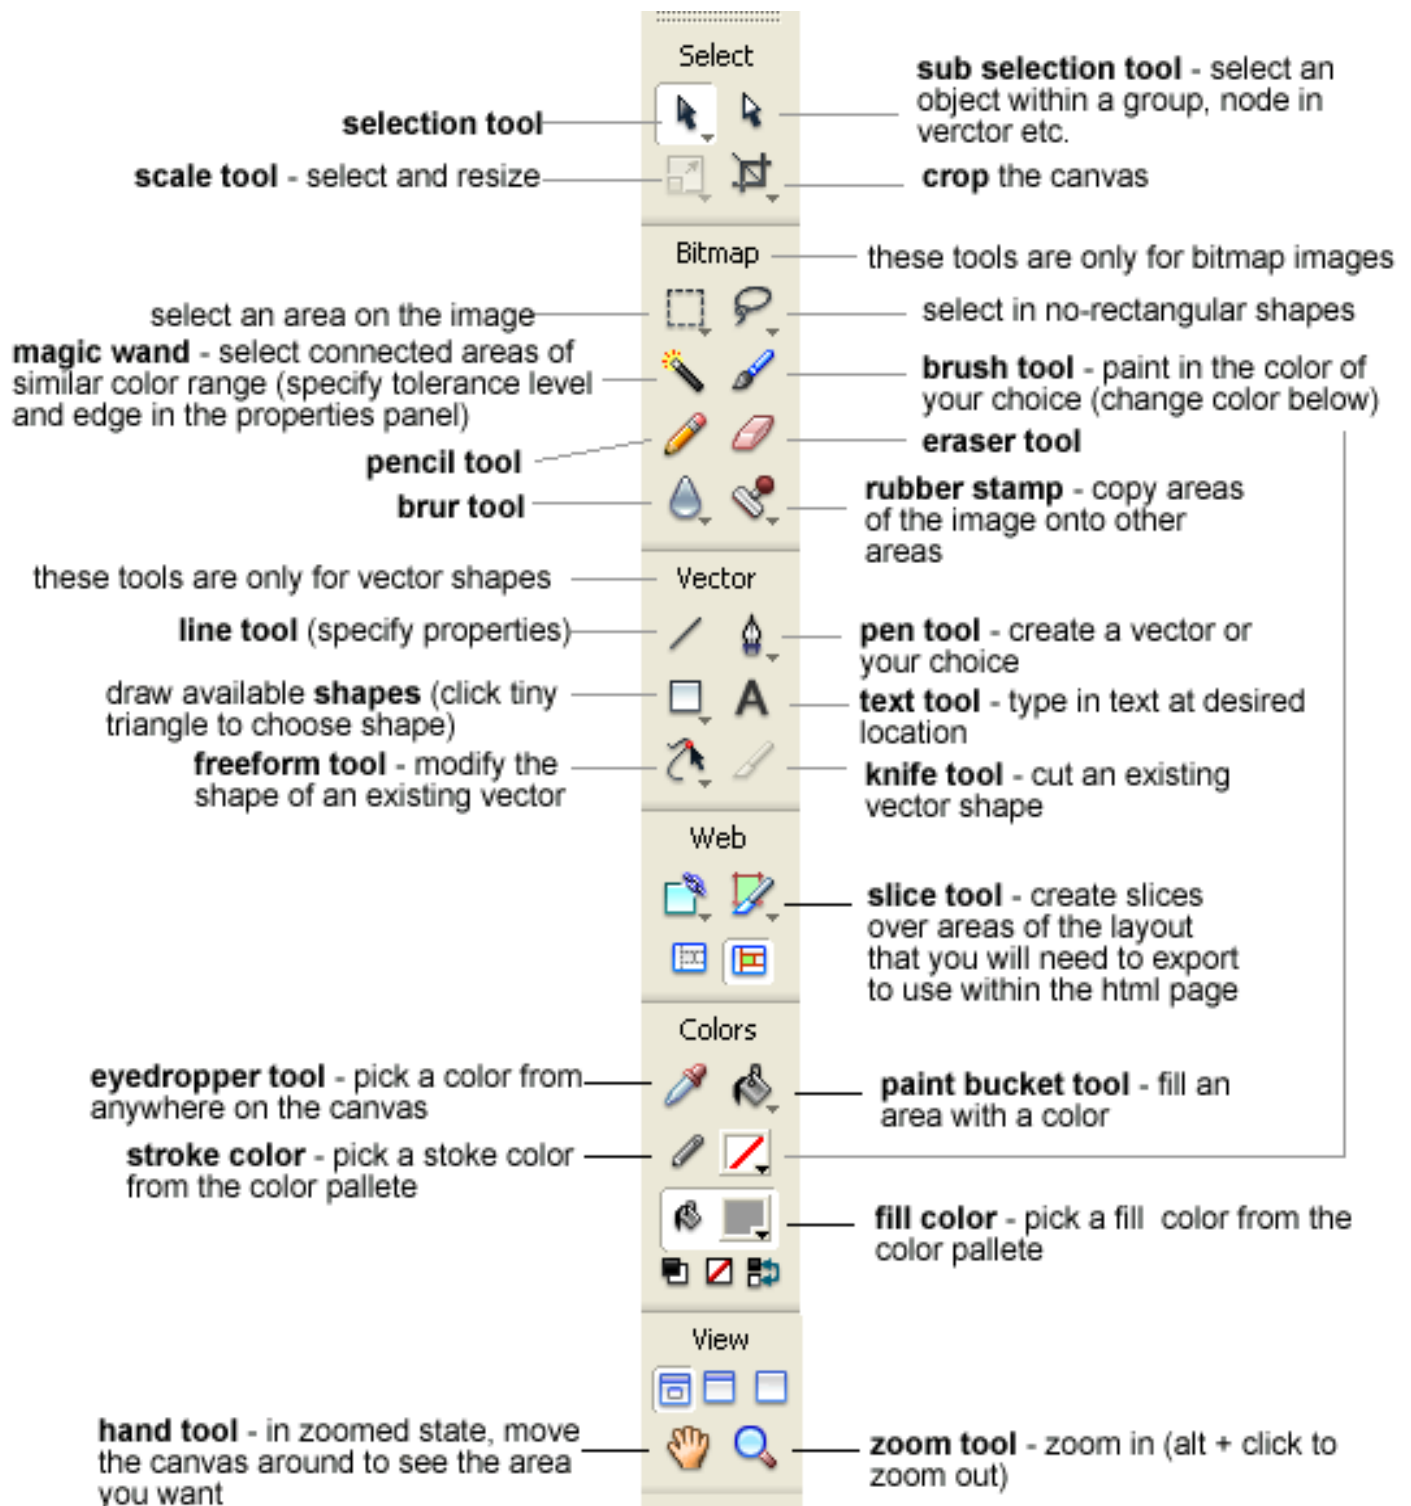 Select
selection tool
sub selection tool - select an
object within a group, node in
verctor etc.
scale tool - select and resize
crop the canvas
Bitmap
these tools are only for bitmap images
select an area on the image
select in no-rectangular shapes
magic wand - select connected areas of
similar color range (specify tolerance level
and edge in the properties panel)
brush tool - paint in the color of
your choice (change color below)
pencil tool
eraser tool
brur tool
rubber stamp - copy areas
of the image onto other
areas
these tools are only for vector shapes
Vector
line tool (specify properties)
pen tool - create a vector or
your choice
draw available shapes (click tiny
triangle to choose shape)
A
text tool - type in text at desired
location
freeform tool - modify the
shape of an existing vector
knife tool - cut an existing
vector shape
Web
slice tool - create slices
over areas of the layout
that you will need to export
to use within the html page
Colors
eyedropper tool - pick a color from
anywhere on the canvas
paint bucket tool - fill an
area with a color
stroke color - pick a stoke color
from the color pallete
fill color - pick a fill color from the
color pallete
View
hand tool - in zoomed state, move
the canvas around to see the area
you want
zoom tool - zoom in (alt + click to
zoom out)